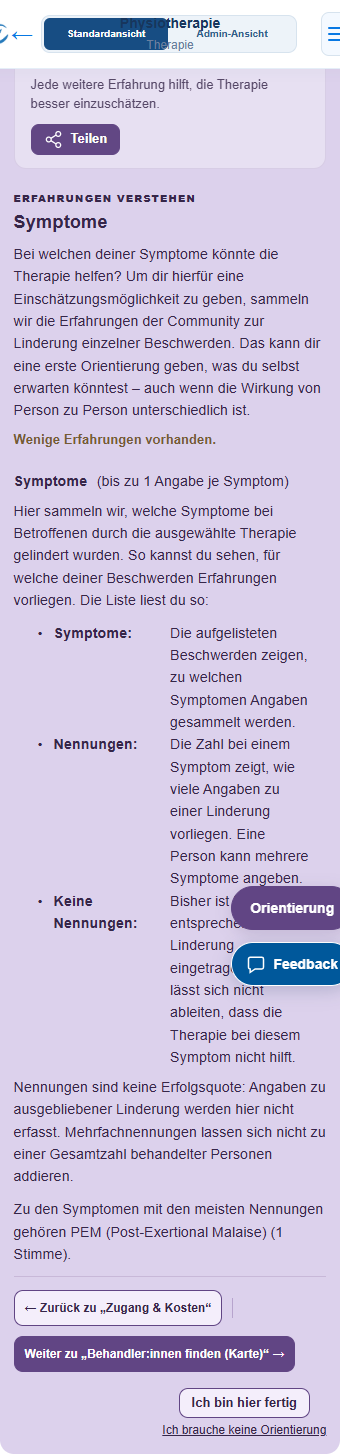 ←
Standardansicht
Physiotherapie
Therapie
Admin-Ansicht
Jede weitere Erfahrung hilft, die Therapie
besser einzuschätzen.
Teilen
ERFAHRUNGEN VERSTEHEN
Symptome
Bei welchen deiner Symptome könnte die
Therapie helfen? Um dir hierfür eine
Einschätzungsmöglichkeit zu geben, sammeln
wir die Erfahrungen der Community zur
Linderung einzelner Beschwerden. Das kann dir
eine erste Orientierung geben, was du selbst
erwarten könntest – auch wenn die Wirkung von
Person zu Person unterschiedlich ist.
Wenige Erfahrungen vorhanden.
Symptome (bis zu 1 Angabe je Symptom)
Hier sammeln wir, welche Symptome bei
Betroffenen durch die ausgewählte Therapie
gelindert wurden. So kannst du sehen, für
welche deiner Beschwerden Erfahrungen
vorliegen. Die Liste liest du so:
• Symptome: Die aufgelisteten
Beschwerden zeigen,
zu welchen
Symptomen Angaben
gesammelt werden.
• Nennungen: Die Zahl bei einem
Symptom zeigt, wie
viele Angaben zu
einer Linderung
vorliegen. Eine
Person kann mehrere
Symptome angeben.
• Keine Nennungen: Bisher ist
Linderung
lässt sich nicht
ableiten, dass die
Therapie bei diesem
Symptom nicht hilft.
Orientierung
Feedback
Nennungen sind keine Erfolgsquote: Angaben zu
ausgebliebener Linderung werden hier nicht
erfasst. Mehrfachnennungen lassen sich nicht zu
einer Gesamtzahl behandelter Personen
addieren.
Zu den Symptomen mit den meisten Nennungen
gehören PEM (Post-Exertional Malaise) (1
Stimme).
← Zurück zu „Zugang & Kosten“
Weiter zu „Behandler:innen finden (Karte)“ →
Ich bin hier fertig
Ich brauche keine Orientierung